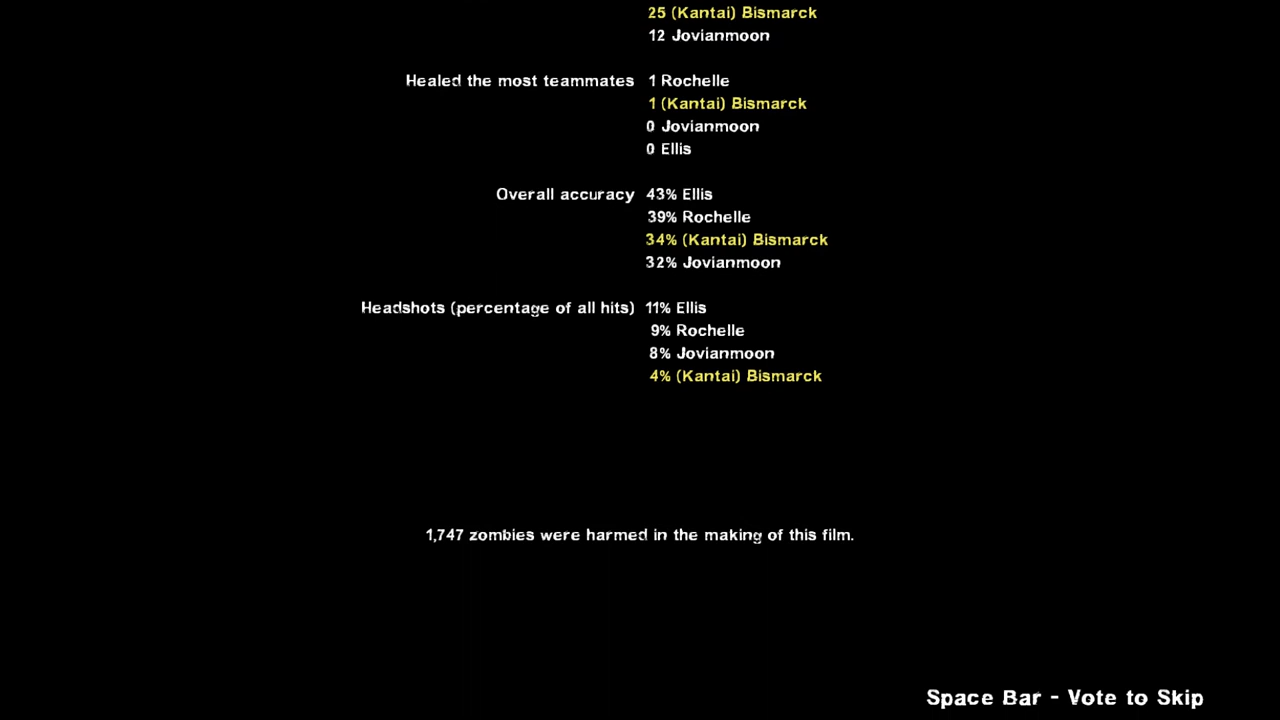 25 (Kantai) Bismarck
12 Jovianmoon
Healed the most teammates 1 Rochelle
1 (Kantai) Bismarck
0 Jovianmoon
0 Ellis
Overall accuracy 43% Ellis
39% Rochelle
34% (Kantai) Bismarck
32% Jovianmoon
Headshots (percentage of all hits) 11% Ellis
9% Rochelle
8% Jovianmoon
4% (Kantai) Bismarck
1,747 zombies were harmed in the making of this film.
Space Bar - Vote to Skip